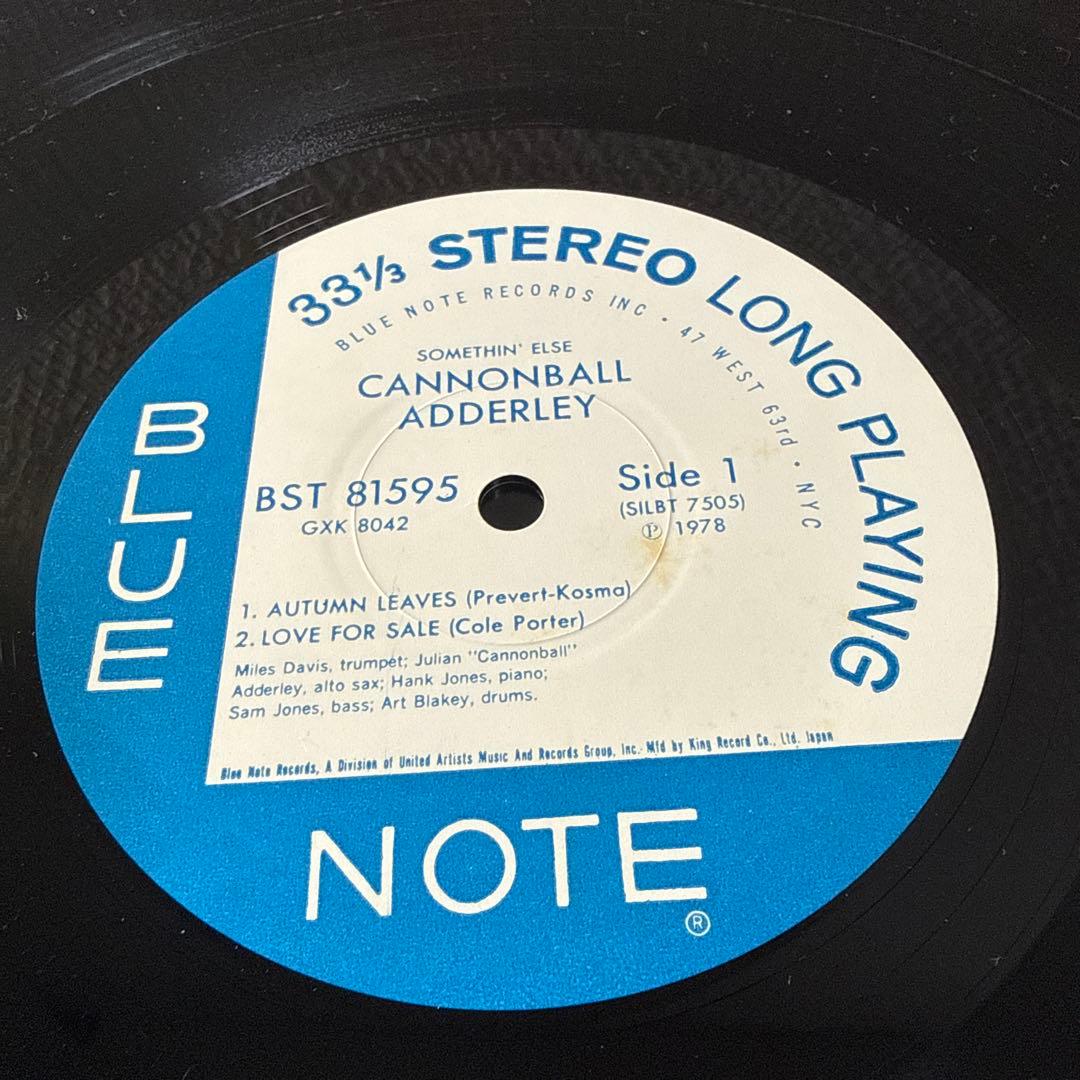 33⅓ STEREO LONG PLAYING
BLUE NOTE RECORDS INC • 47 WEST 63rd • NYC
SOMETHIN' ELSE
CANNONBALL
ADDERLEY
BST 81595
GXK 8042
Side 1
(SILBT 7505)
Ⓟ 1978
1. AUTUMN LEAVES (Prevert-Kosma)
2. LOVE FOR SALE (Cole Porter)
Miles Davis, trumpet; Julian "Cannonball"
Adderley, alto sax; Hank Jones, piano;
Sam Jones, bass; Art Blakey, drums.
Blue Note Records, A Division of United Artists Music And Records Group, Inc. Mfd by King Record Co., Ltd. Japan
BLUE
NOTE
®